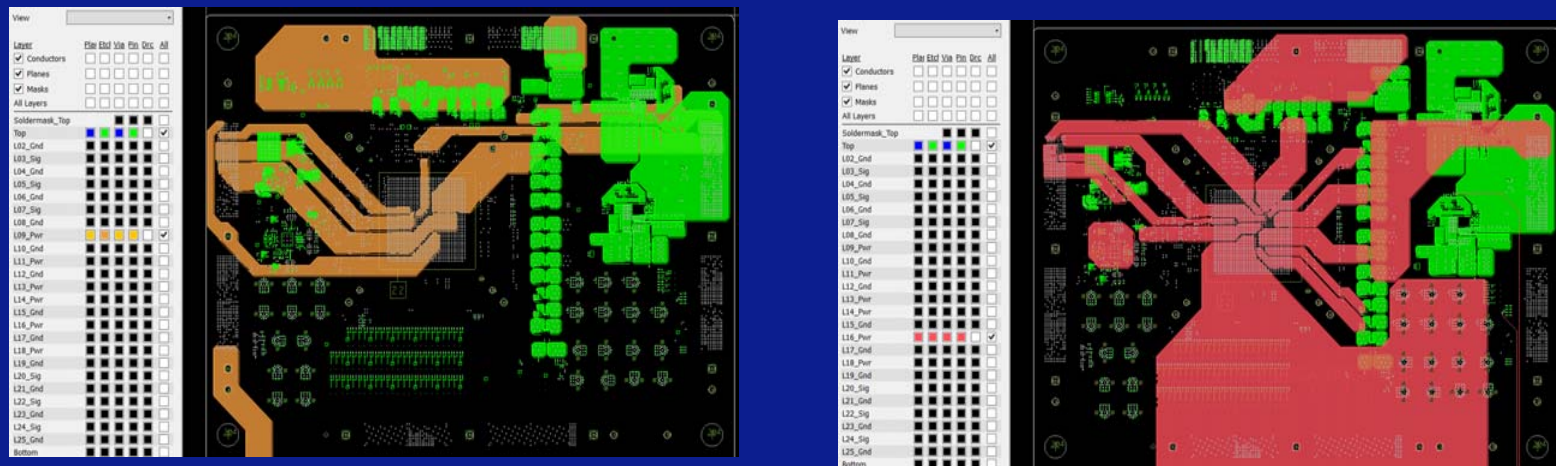 View
Layer Plan Etch Via Pin Drc All
Conductors
Planes
Masks
All Layers
Soldermask_Top
Top
L02_Gnd
L03_Sig
L04_Gnd
L05_Sig
L06_Gnd
L07_Sig
L08_Gnd
L09_Pwr
L10_Gnd
L11_Pwr
L12_Gnd
L13_Pwr
L14_Pwr
L15_Gnd
L16_Pwr
L17_Gnd
L18_Pwr
L19_Gnd
L20_Sig
L21_Gnd
L22_Sig
L23_Gnd
L24_Sig
L25_Gnd
Bottom
View
Layer Plan Etch Via Pin Drc All
Conductors
Planes
Masks
All Layers
Soldermask_Top
Top
L02_Gnd
L03_Sig
L04_Gnd
L05_Sig
L06_Gnd
L07_Sig
L08_Gnd
L09_Pwr
L10_Gnd
L11_Pwr
L12_Gnd
L13_Pwr
L14_Pwr
L15_Gnd
L16_Pwr
L17_Gnd
L18_Pwr
L19_Gnd
L20_Sig
L21_Gnd
L22_Sig
L23_Gnd
L24_Sig
L25_Gnd
Bottom